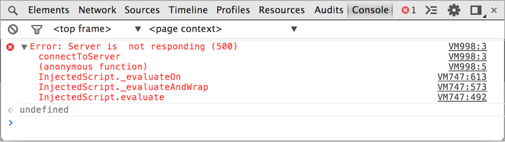 Elements Network Sources Timeline Profiles Resources Audits Console 1
<top frame> ▼ <page context> ▼
▼Error: Server is  not responding (500) VM998:3
connectToServer VM998:3
(anonymous function) VM998:5
InjectedScript._evaluateOn VM747:613
InjectedScript._evaluateAndWrap VM747:573
InjectedScript.evaluate VM747:492
undefined